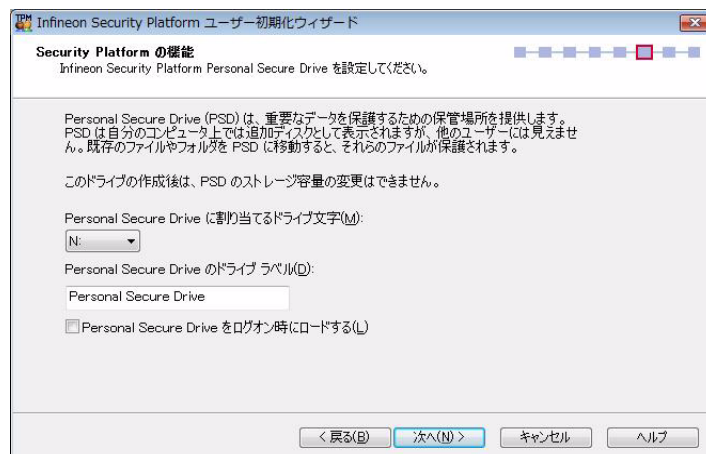 TPM
Infineon Security Platform ユーザー初期化ウィザード
Security Platform の機能
Infineon Security Platform Personal Secure Drive を設定してください。
Personal Secure Drive (PSD) は、重要なデータを保護するための保管場所を提供します。
PSD は自分のコンピュータ上では追加ディスクとして表示されますが、他のユーザーには見えませ
ん。既存のファイルやフォルダを PSD に移動すると、それらのファイルが保護されます。
このドライブの作成後は、PSD のストレージ容量の変更はできません。
Personal Secure Drive に割り当てるドライブ文字(M):
N:
Personal Secure Drive のドライブ ラベル(D):
Personal Secure Drive
Personal Secure Drive をログオン時にロードする(L)
< 戻る(B)
次へ(N) >
キャンセル
ヘルプ